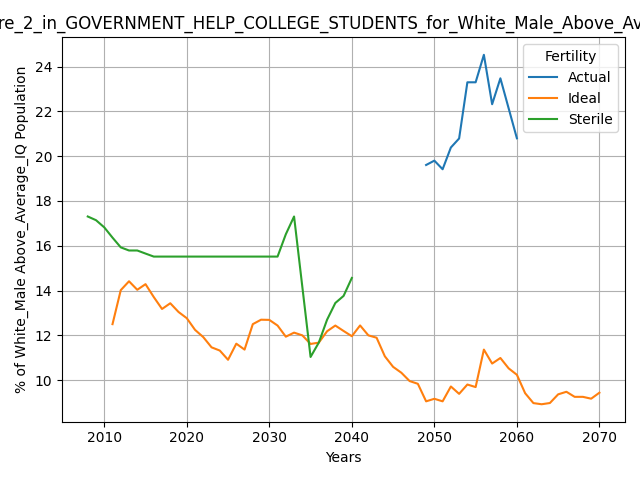 re_2_in_GOVERNMENT_HELP_COLLEGE_STUDENTS_for_White_Male_Above_Av
Fertility
Actual
Ideal
Sterile
% of White_Male Above_Average_IQ Population
24
22
20
18
16
14
12
10
2010 2020 2030 2040 2050 2060 2070
Years